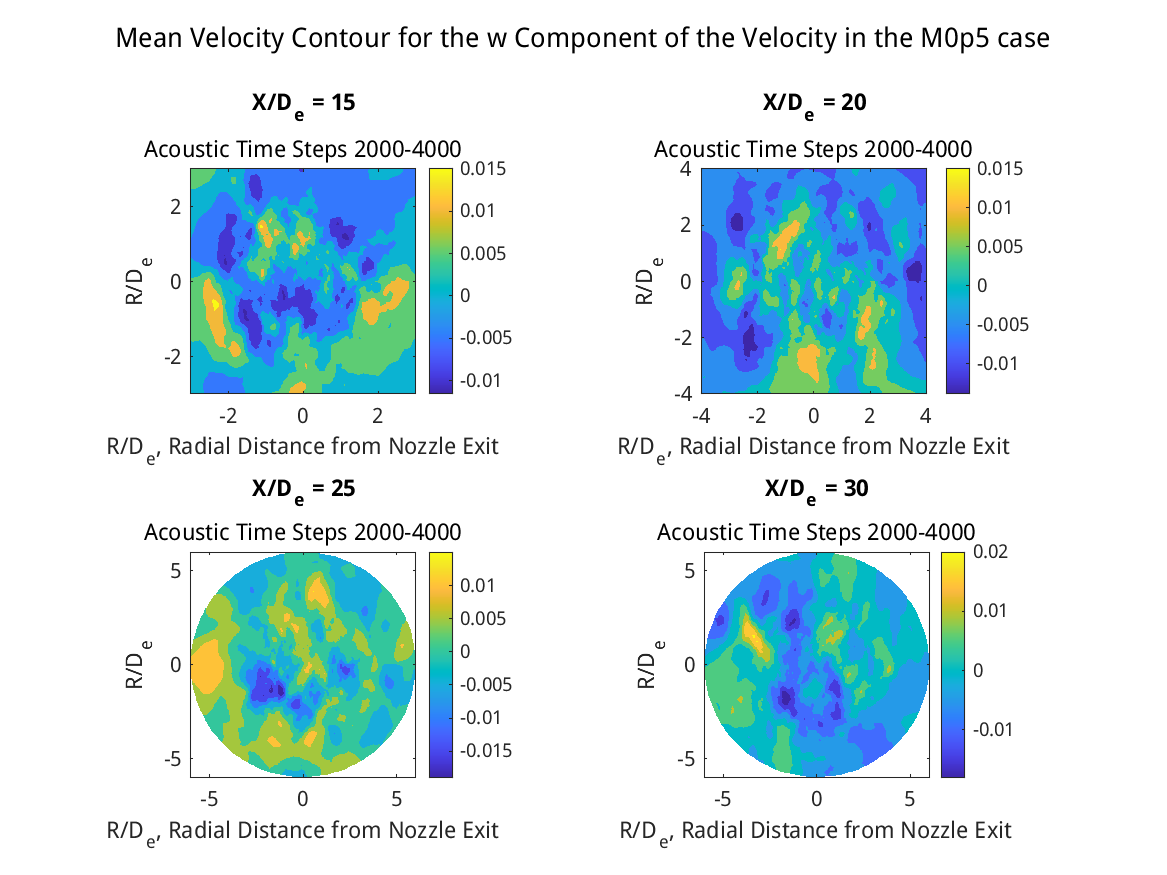 Mean Velocity Contour for the w Component of the Velocity in the M0p5 case
X/De = 15
Acoustic Time Steps 2000-4000
R/De
2
0
-2
-2
0
2
R/De, Radial Distance from Nozzle Exit
0.015
0.01
0.005
0
-0.005
-0.01
X/De = 20
Acoustic Time Steps 2000-4000
R/De
4
2
0
-2
-4
-4
-2
0
2
4
R/De, Radial Distance from Nozzle Exit
0.015
0.01
0.005
0
-0.005
-0.01
X/De = 25
Acoustic Time Steps 2000-4000
R/De
5
0
-5
-5
0
5
R/De, Radial Distance from Nozzle Exit
0.01
0.005
0
-0.005
-0.01
-0.015
X/De = 30
Acoustic Time Steps 2000-4000
R/De
5
0
-5
-5
0
5
R/De, Radial Distance from Nozzle Exit
0.02
0.01
0
-0.01